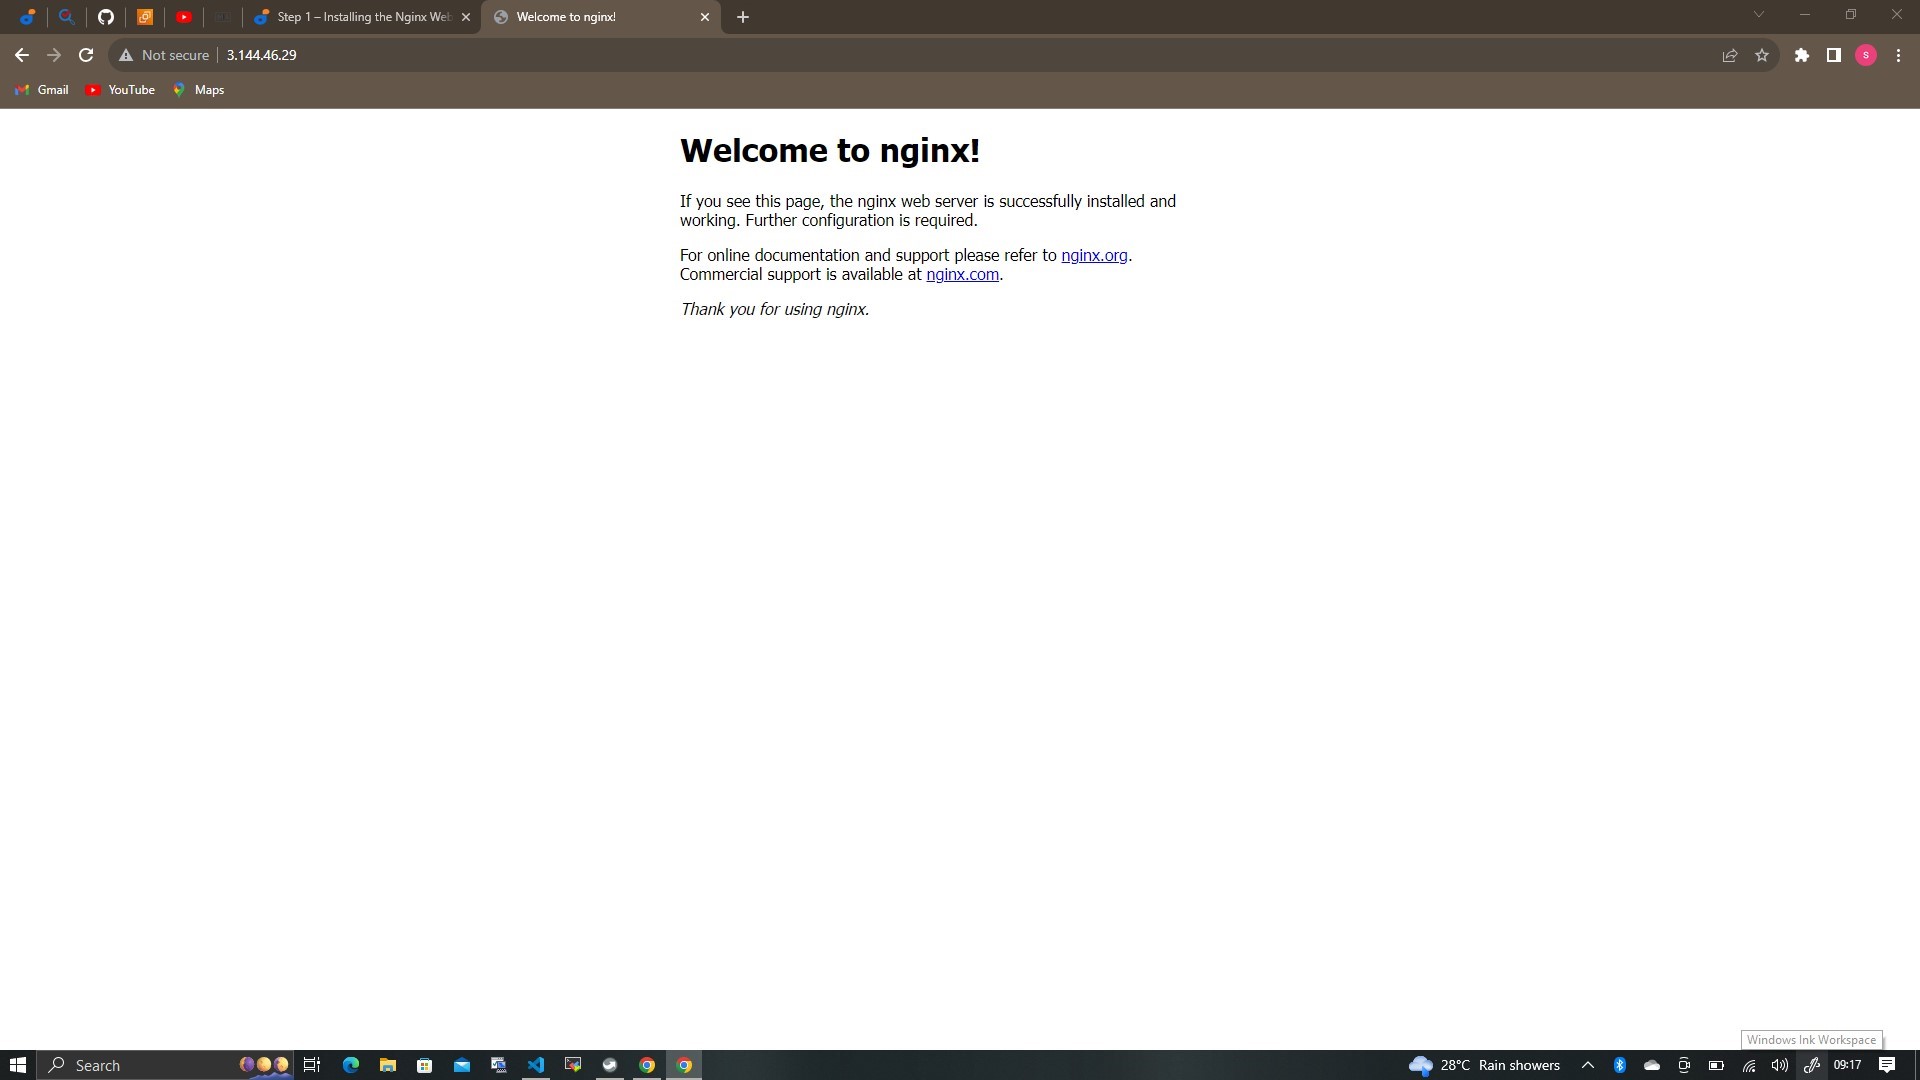 Step 1 – Installing the Nginx Web
Welcome to nginx!
Not secure
3.144.46.29
S
Gmail
YouTube
Maps
Welcome to nginx!
If you see this page, the nginx web server is successfully installed and
working. Further configuration is required.
For online documentation and support please refer to nginx.org.
Commercial support is available at nginx.com.
Thank you for using nginx.
Windows Ink Workspace
Search
28°C Rain showers
09:17